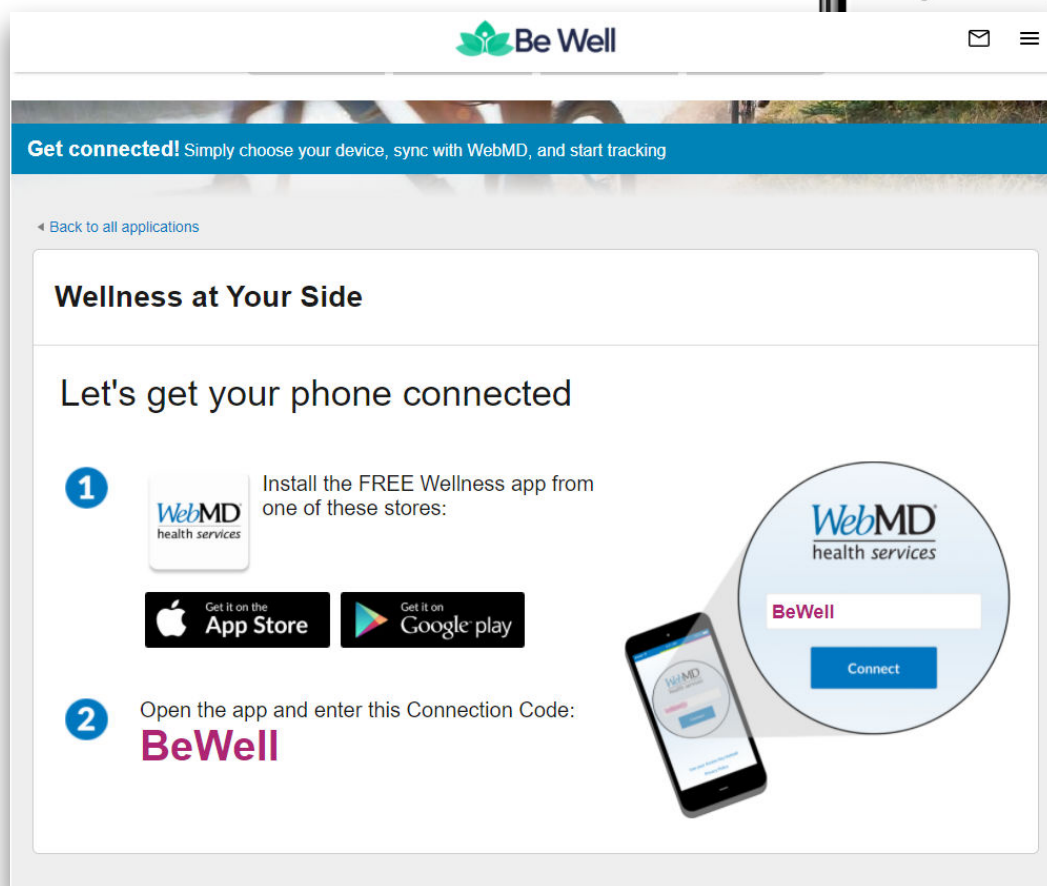 Be Well
Get connected! Simply choose your device, sync with WebMD, and start tracking
Back to all applications
Wellness at Your Side
Let's get your phone connected
1
WebMD
health services
Install the FREE Wellness app from
one of these stores:
Get it on the
App Store
Get it on
Google play
2
Open the app and enter this Connection Code:
BeWell
WebMD
health services
BeWell
Connect
WebMD
Privacy Policy